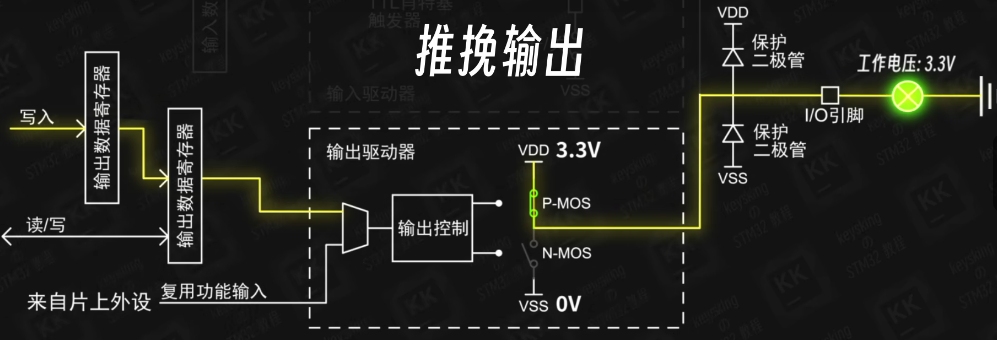 推挽输出
TTL肖特基
触发器
输入驱动器
VSS
写入
输出数据寄存器
输出数据寄存器
读/写
来自片上外设
复用功能输入
输出驱动器
输出控制
VDD 3.3V
P-MOS
N-MOS
VSS 0V
VDD
保护
二极管
保护
二极管
VSS
I/O引脚
工作电压: 3.3V